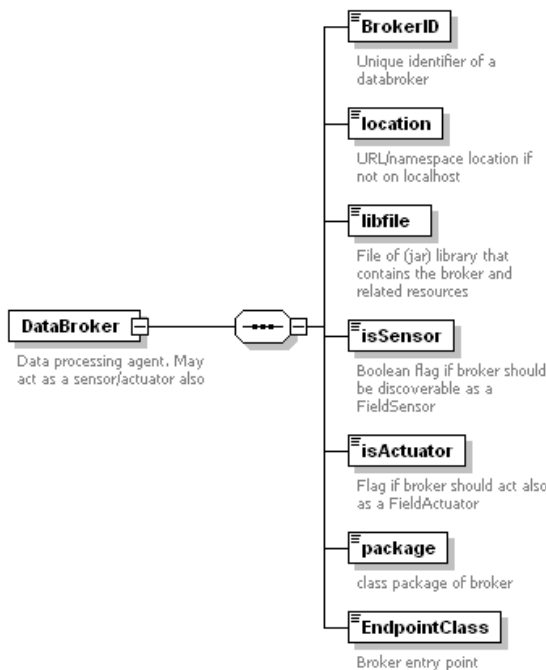 BrokerID
Unique identifier of a
databroker
location
URL/namespace location if
not on localhost
libfile
File of (jar) library that
contains the broker and
related resources
DataBroker
Data processing agent. May
act as a sensor/actuator also
isSensor
Boolean flag if broker should
be discoverable as a
FieldSensor
isActuator
Flag if broker should act also
as a FieldActuator
package
class package of broker
EndpointClass
Broker entry point